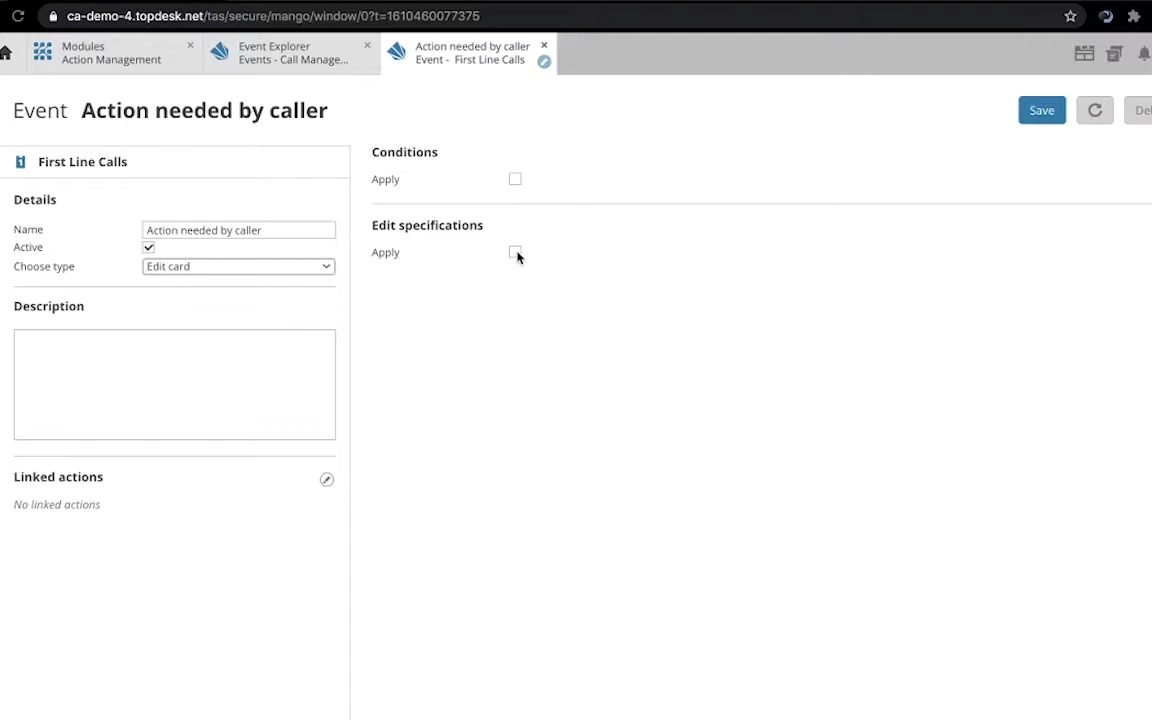 ca-demo-4.topdesk.net/tas/secure/mango/window/0?t=1610460077375
Modules
Action Management
Event Explorer
Events - Call Manage...
Action needed by caller
Event - First Line Calls
Event Action needed by caller
Save
Del
First Line Calls
Details
Name Action needed by caller
Active
Choose type Edit card
Description
Linked actions
No linked actions
Conditions
Apply
Edit specifications
Apply